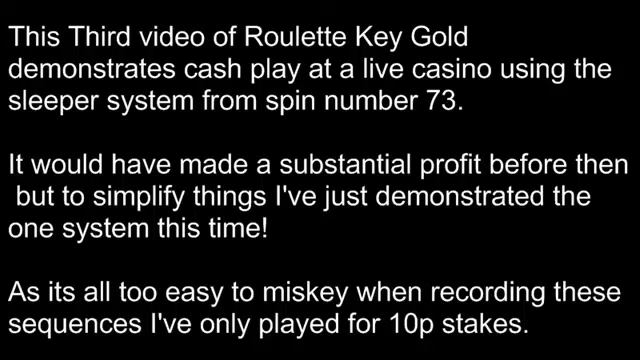 This Third video of Roulette Key Gold
demonstrates cash play at a live casino using the
sleeper system from spin number 73.
It would have made a substantial profit before then
but to simplify things I've just demonstrated the
one system this time!
As its all too easy to miskey when recording these
sequences I've only played for 10p stakes.